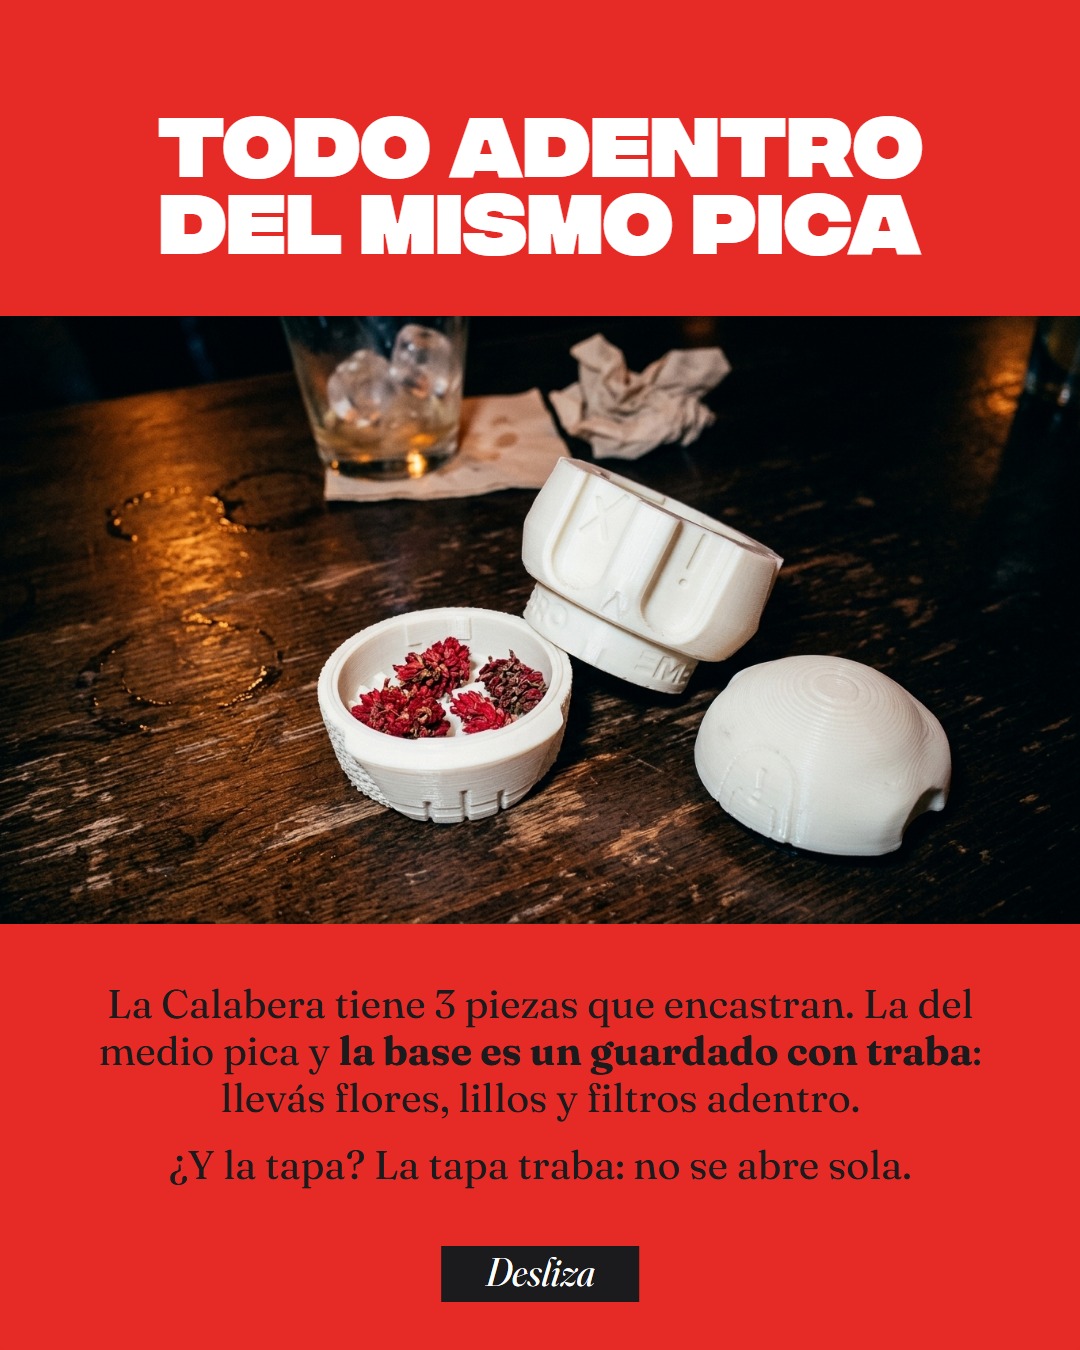 TODO ADENTRO
DEL MISMO PICA
La Calabera tiene 3 piezas que encastran. La del
medio pica y la base es un guardado con traba:
llevás flores, lillos y filtros adentro.
¿Y la tapa? La tapa traba: no se abre sola.
Desliza